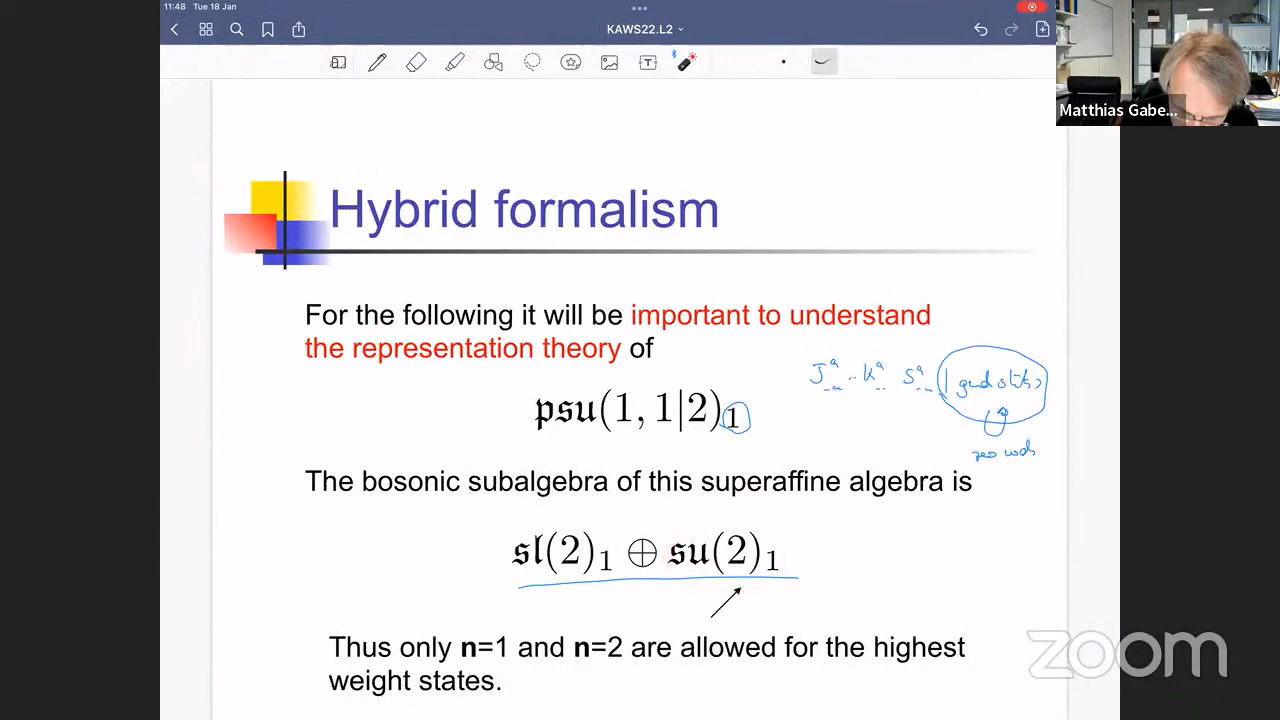 11:48 Tue 18 Jan
KAWS22.L2
Matthias Gabe...
Hybrid formalism
For the following it will be important to understand
the representation theory of
J^a K^a S^a
𝔭𝔰𝔲(1, 1|2)₁
The bosonic subalgebra of this superaffine algebra is
𝔰𝔩(2)₁ ⊕ 𝔰𝔲(2)₁
Thus only n=1 and n=2 are allowed for the highest
weight states.
zoom